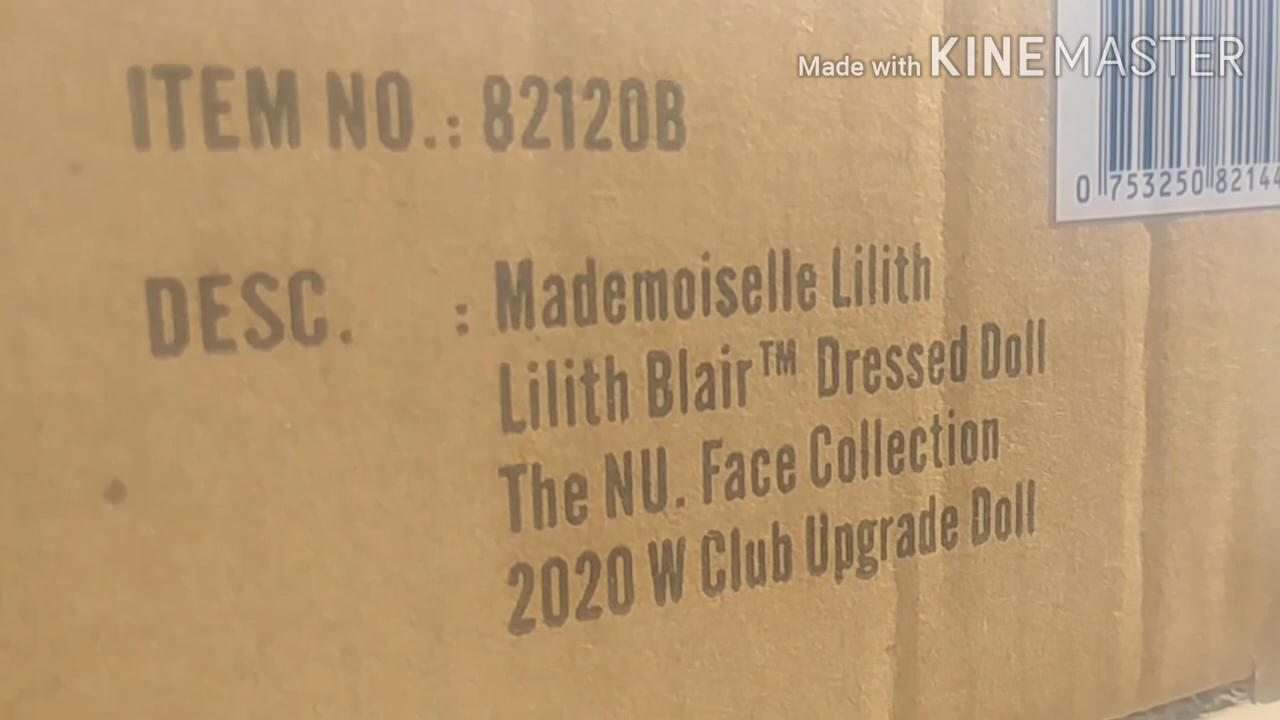 Made with KINEMASTER
ITEM NO.: 82120B
0 753250 82144
DESC. : Mademoiselle Lilith
Lilith Blair™ Dressed Doll
The NU. Face Collection
2020 W Club Upgrade Doll